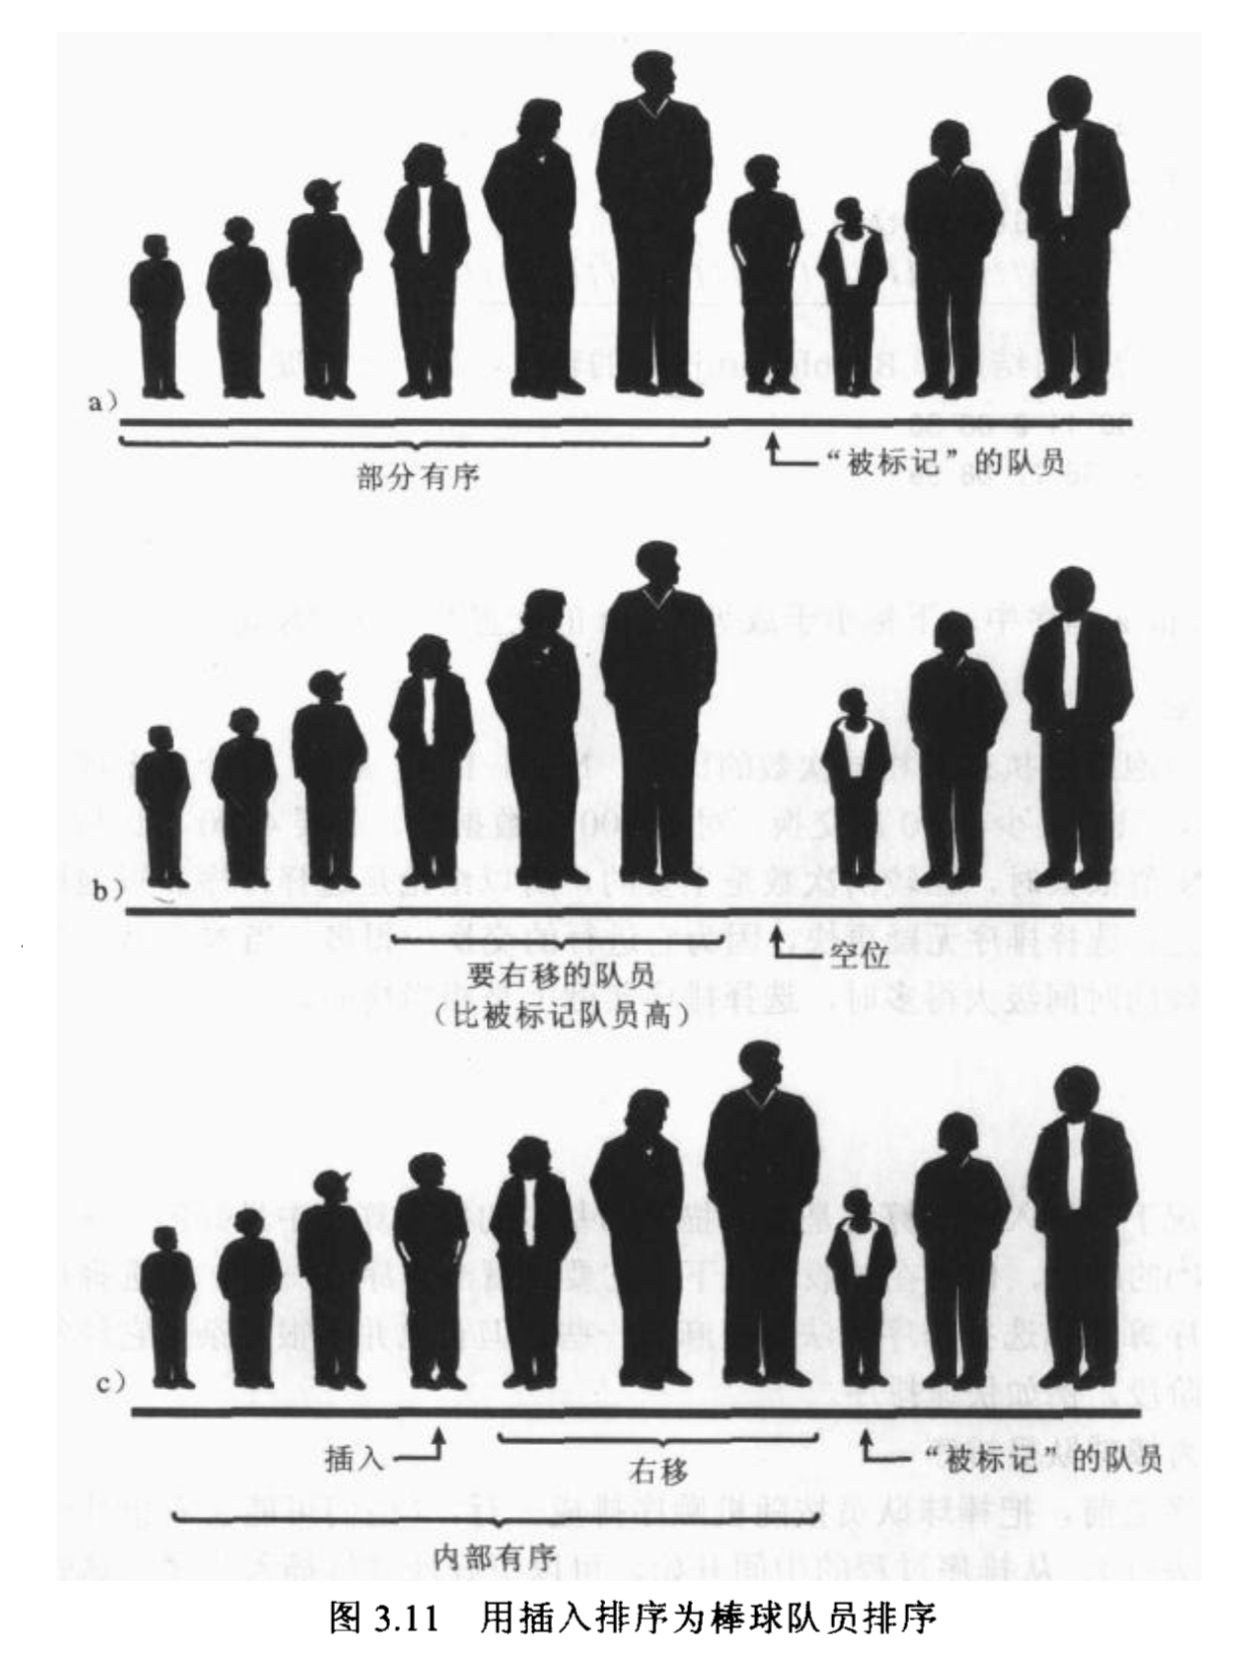 a)
部分有序
“被标记”的队员
b)
要右移的队员
(比被标记队员高)
空位
c)
插入
右移
“被标记”的队员
内部有序
图 3.11 用插入排序为棒球队员排序